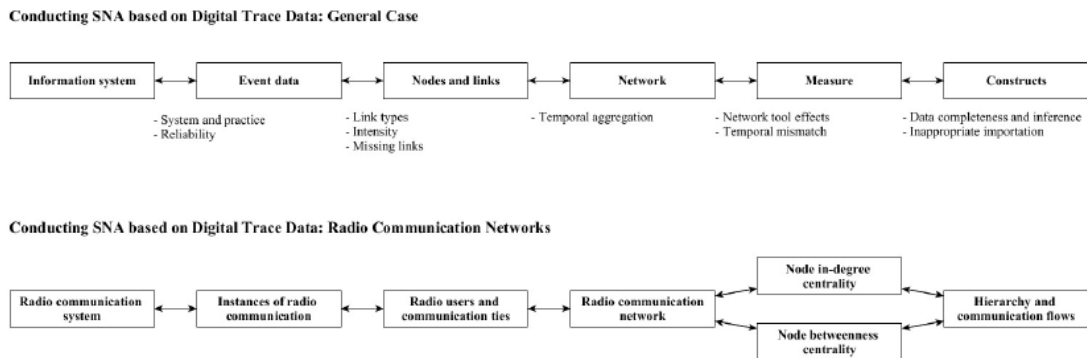 Conducting SNA based on Digital Trace Data: General Case
Information system
Event data
Nodes and links
Network
Measure
Constructs
- System and practice
- Reliability
- Link types
- Intensity
- Missing links
- Temporal aggregation
- Network tool effects
- Temporal mismatch
- Data completeness and inference
- Inappropriate importation
Conducting SNA based on Digital Trace Data: Radio Communication Networks
Radio communication
system
Instances of radio
communication
Radio users and
communication ties
Radio communication
network
Node in-degree
centrality
Node betweenness
centrality
Hierarchy and
communication flows